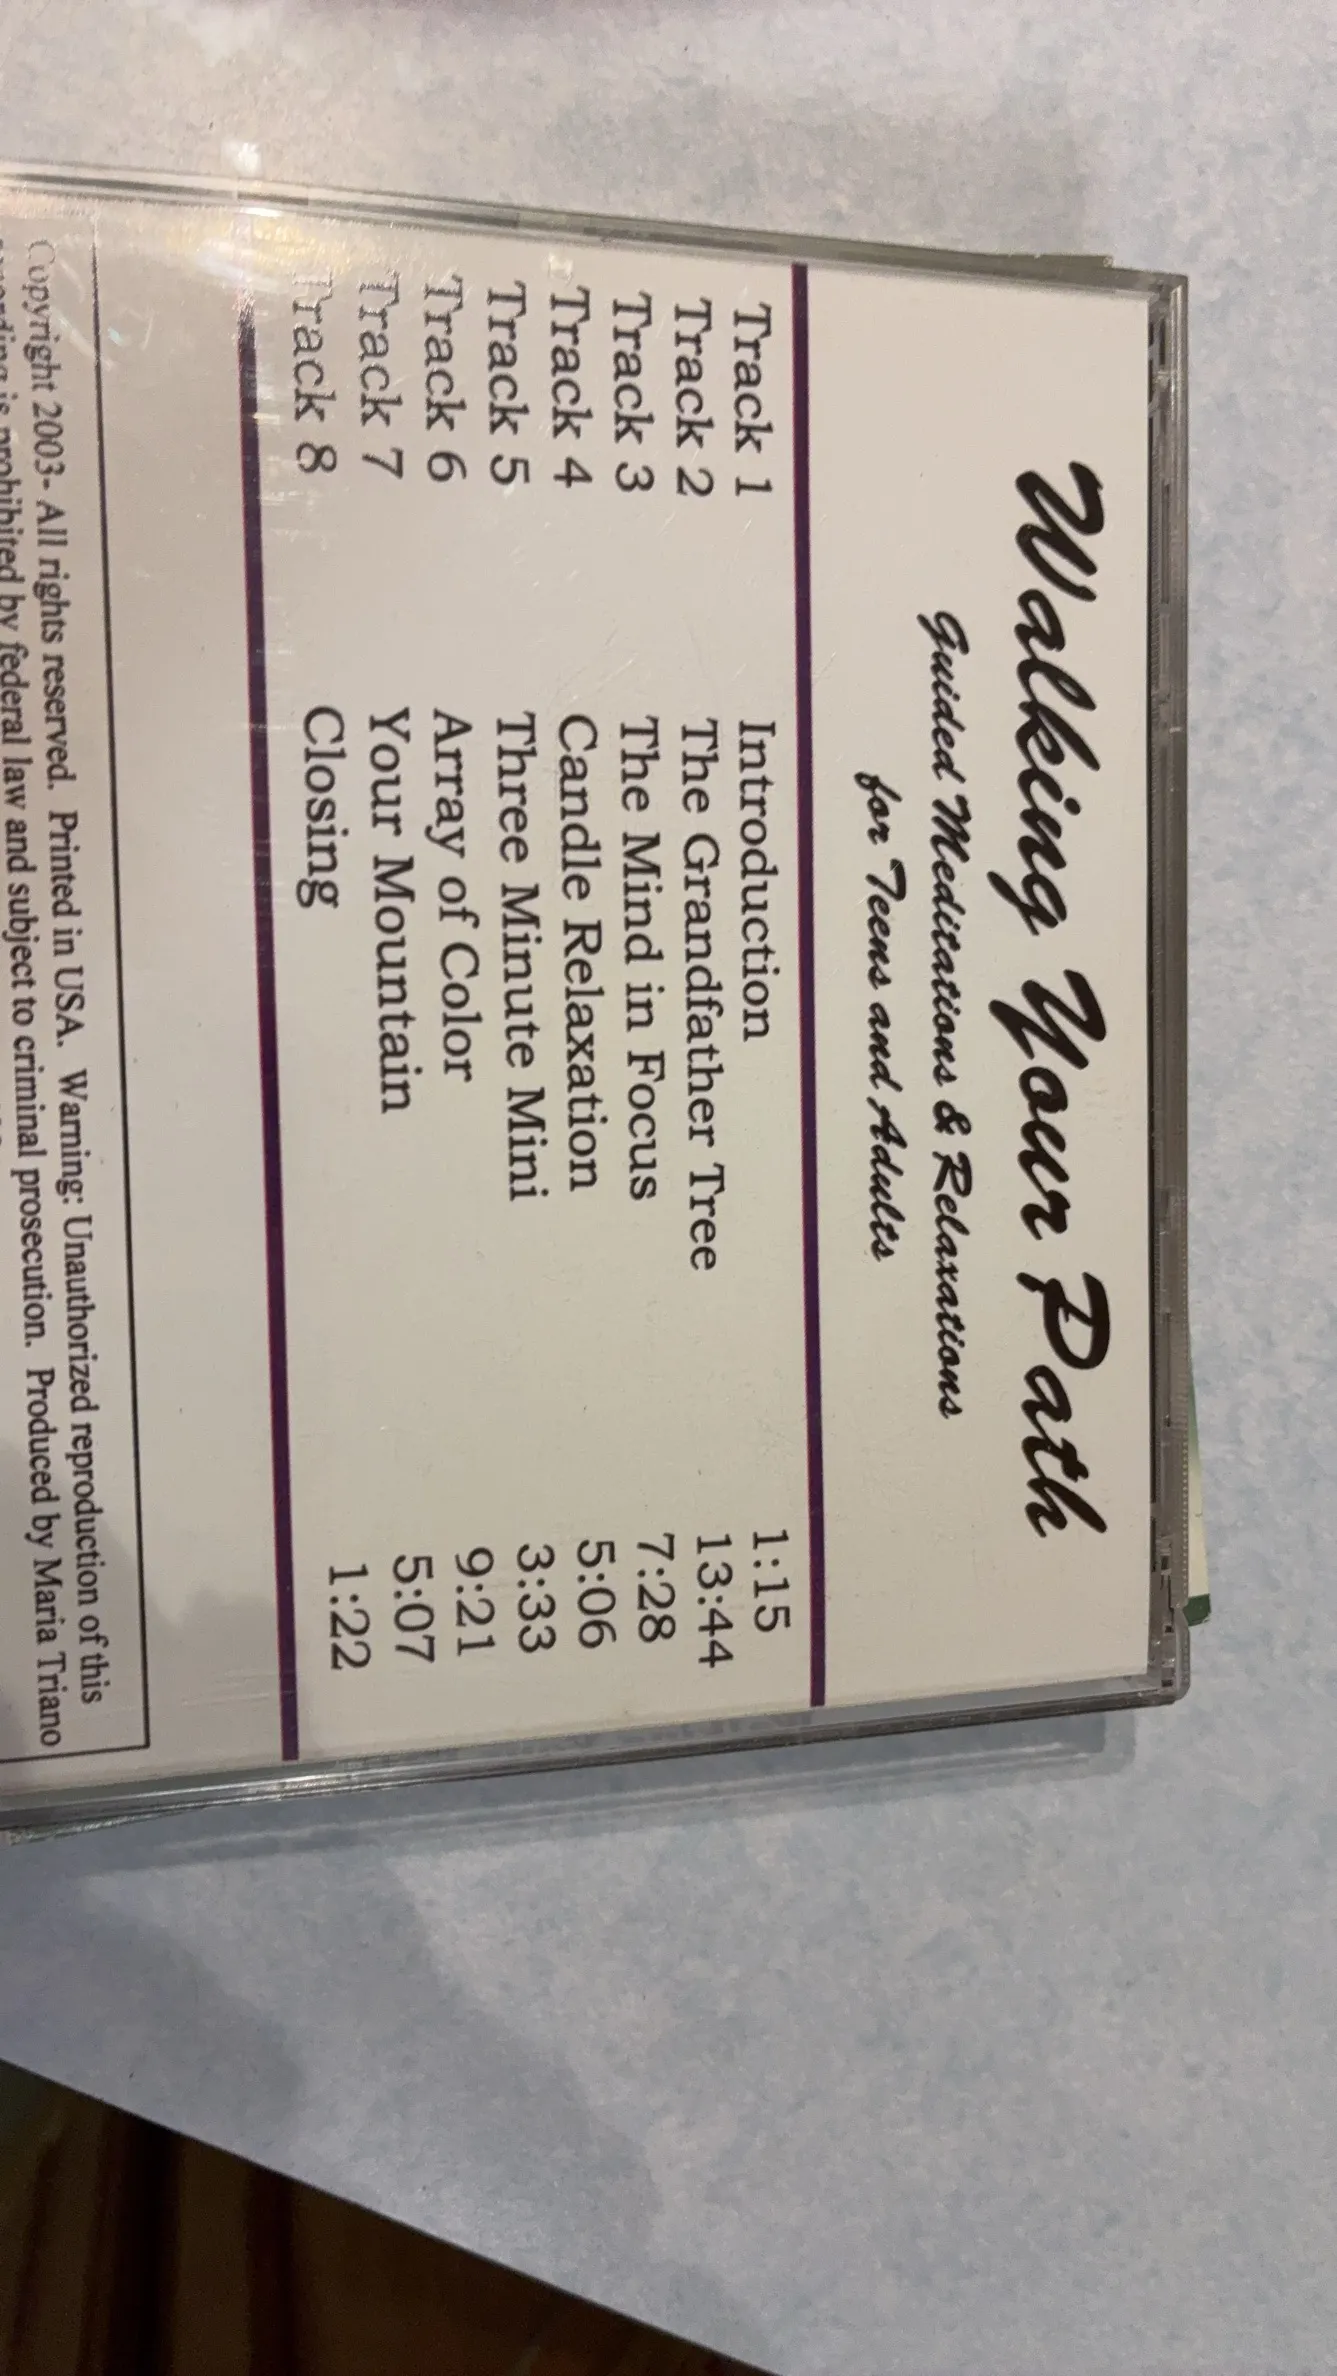 Walking Your Path
Guided Meditations & Relaxations
for Teens and Adults
Track 1 Introduction 1:15
Track 2 The Grandfather Tree 13:44
Track 3 The Mind in Focus 7:28
Track 4 Candle Relaxation 5:06
Track 5 Three Minute Mini 3:33
Track 6 Array of Color 9:21
Track 7 Your Mountain 5:07
Track 8 Closing 1:22
Copyright 2003- All rights reserved. Printed in USA. Warning: Unauthorized reproduction of this
is prohibited by federal law and subject to criminal prosecution. Produced by Maria Triano